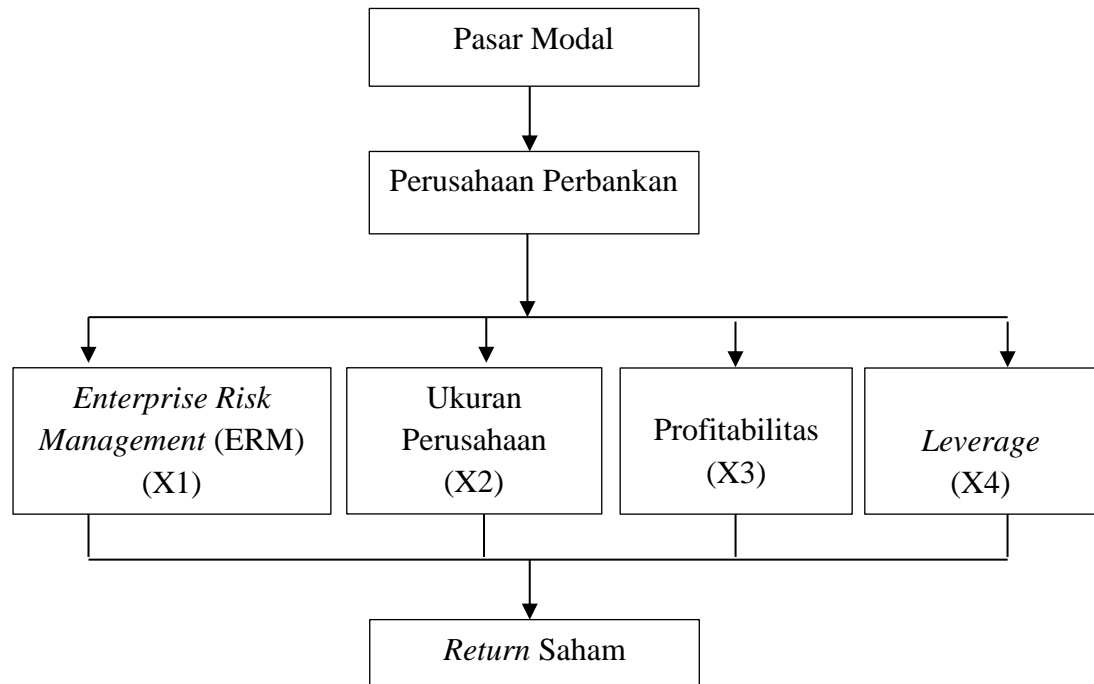 Pasar Modal
Perusahaan Perbankan
Enterprise Risk
Management (ERM)
(X1)
Ukuran
Perusahaan
(X2)
Profitabilitas
(X3)
Leverage
(X4)
Return Saham